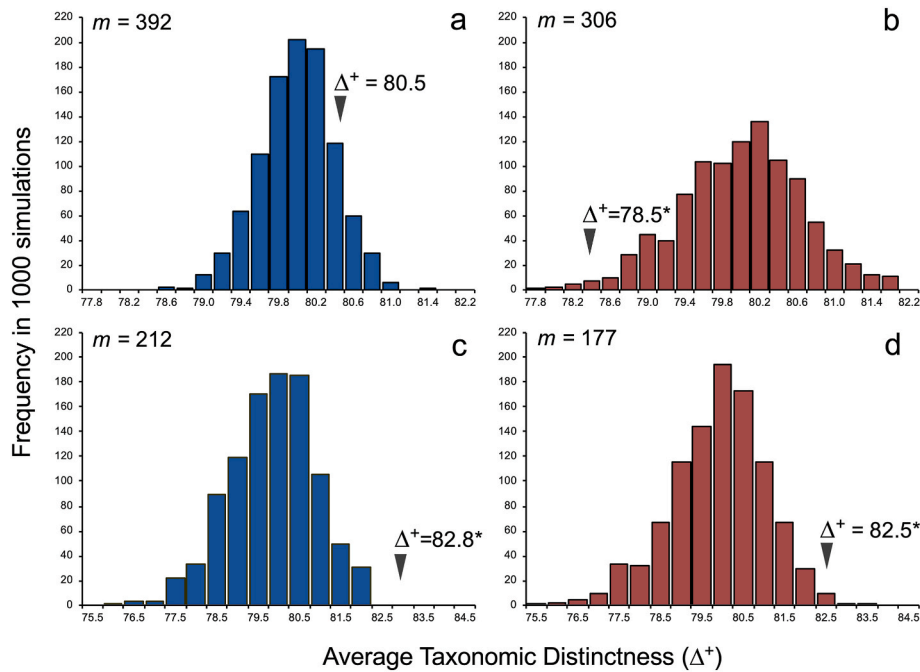 Frequency in 1000 simulations
m = 392
a
Δ+ = 80.5
220
200
180
160
140
120
100
80
60
40
20
0
77.8 78.2 78.6 79.0 79.4 79.8 80.2 80.6 81.0 81.4 82.2
m = 306
b
Δ+=78.5*
220
200
180
160
140
120
100
80
60
40
20
0
77.8 78.2 78.6 79.0 79.4 79.8 80.2 80.6 81.0 81.4 82.2
m = 212
c
Δ+=82.8*
220
200
180
160
140
120
100
80
60
40
20
0
75.5 76.5 77.5 78.5 79.5 80.5 81.5 82.5 83.5 84.5
m = 177
d
Δ+ = 82.5*
220
200
180
160
140
120
100
80
60
40
20
0
75.5 76.5 77.5 78.5 79.5 80.5 81.5 82.5 83.5 84.5
Average Taxonomic Distinctness (Δ+)